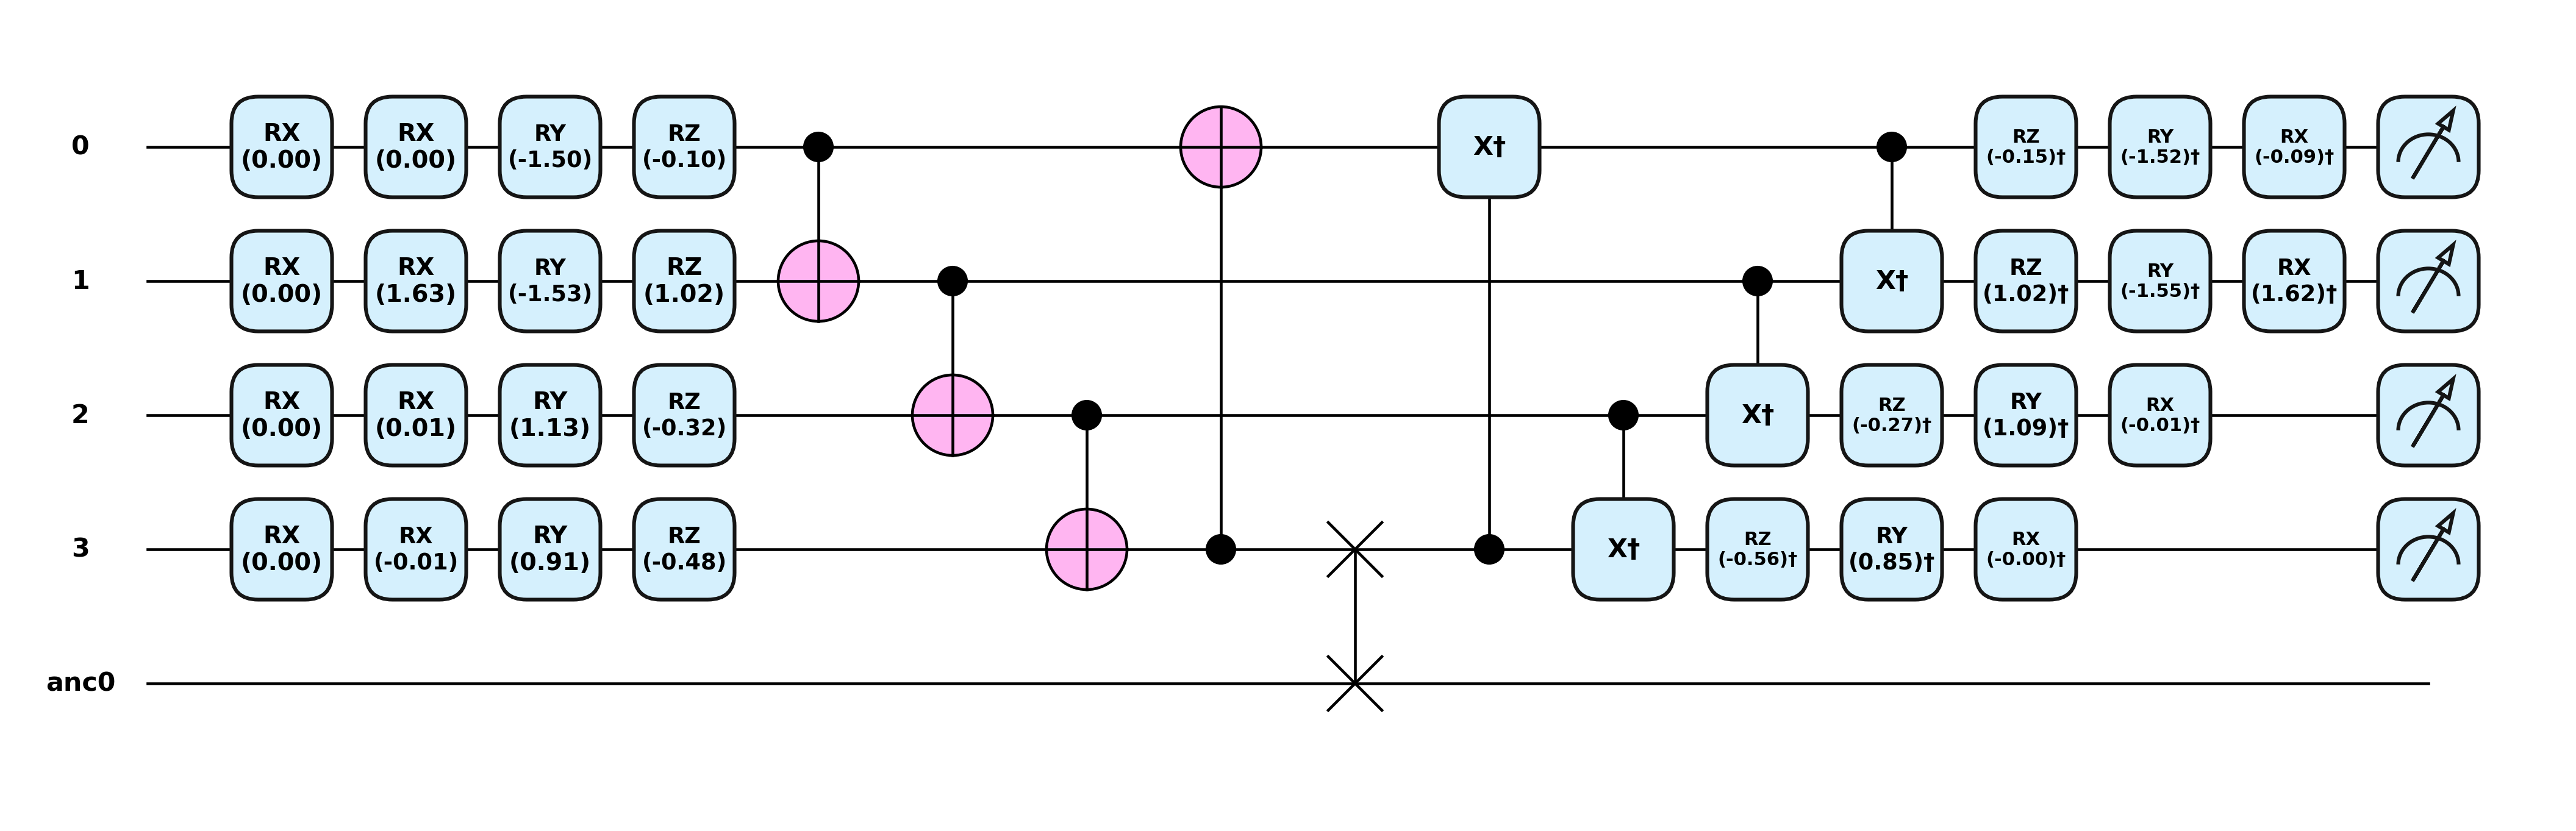 0 RX RX RY RZ X† RZ RY RX
(0.00) (0.00) (-1.50) (-0.10) (-0.15)† (-1.52)† (-0.09)†
1 RX RX RY RZ X† RZ RY RX
(0.00) (1.63) (-1.53) (1.02) (1.02)† (-1.55)† (1.62)†
2 RX RX RY RZ X† RZ RY RX
(0.00) (0.01) (1.13) (-0.32) (-0.27)† (1.09)† (-0.01)†
3 RX RX RY RZ X† RZ RY RX
(0.00) (-0.01) (0.91) (-0.48) (-0.56)† (0.85)† (-0.00)†
anc0